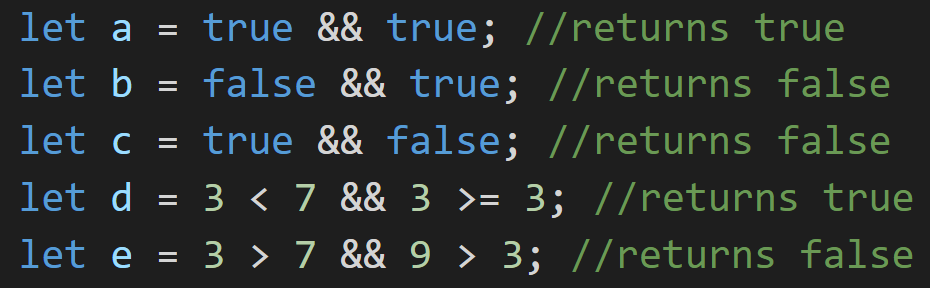 let a = true && true; //returns true
let b = false && true; //returns false
let c = true && false; //returns false
let d = 3 < 7 && 3 >= 3; //returns true
let e = 3 > 7 && 9 > 3; //returns false